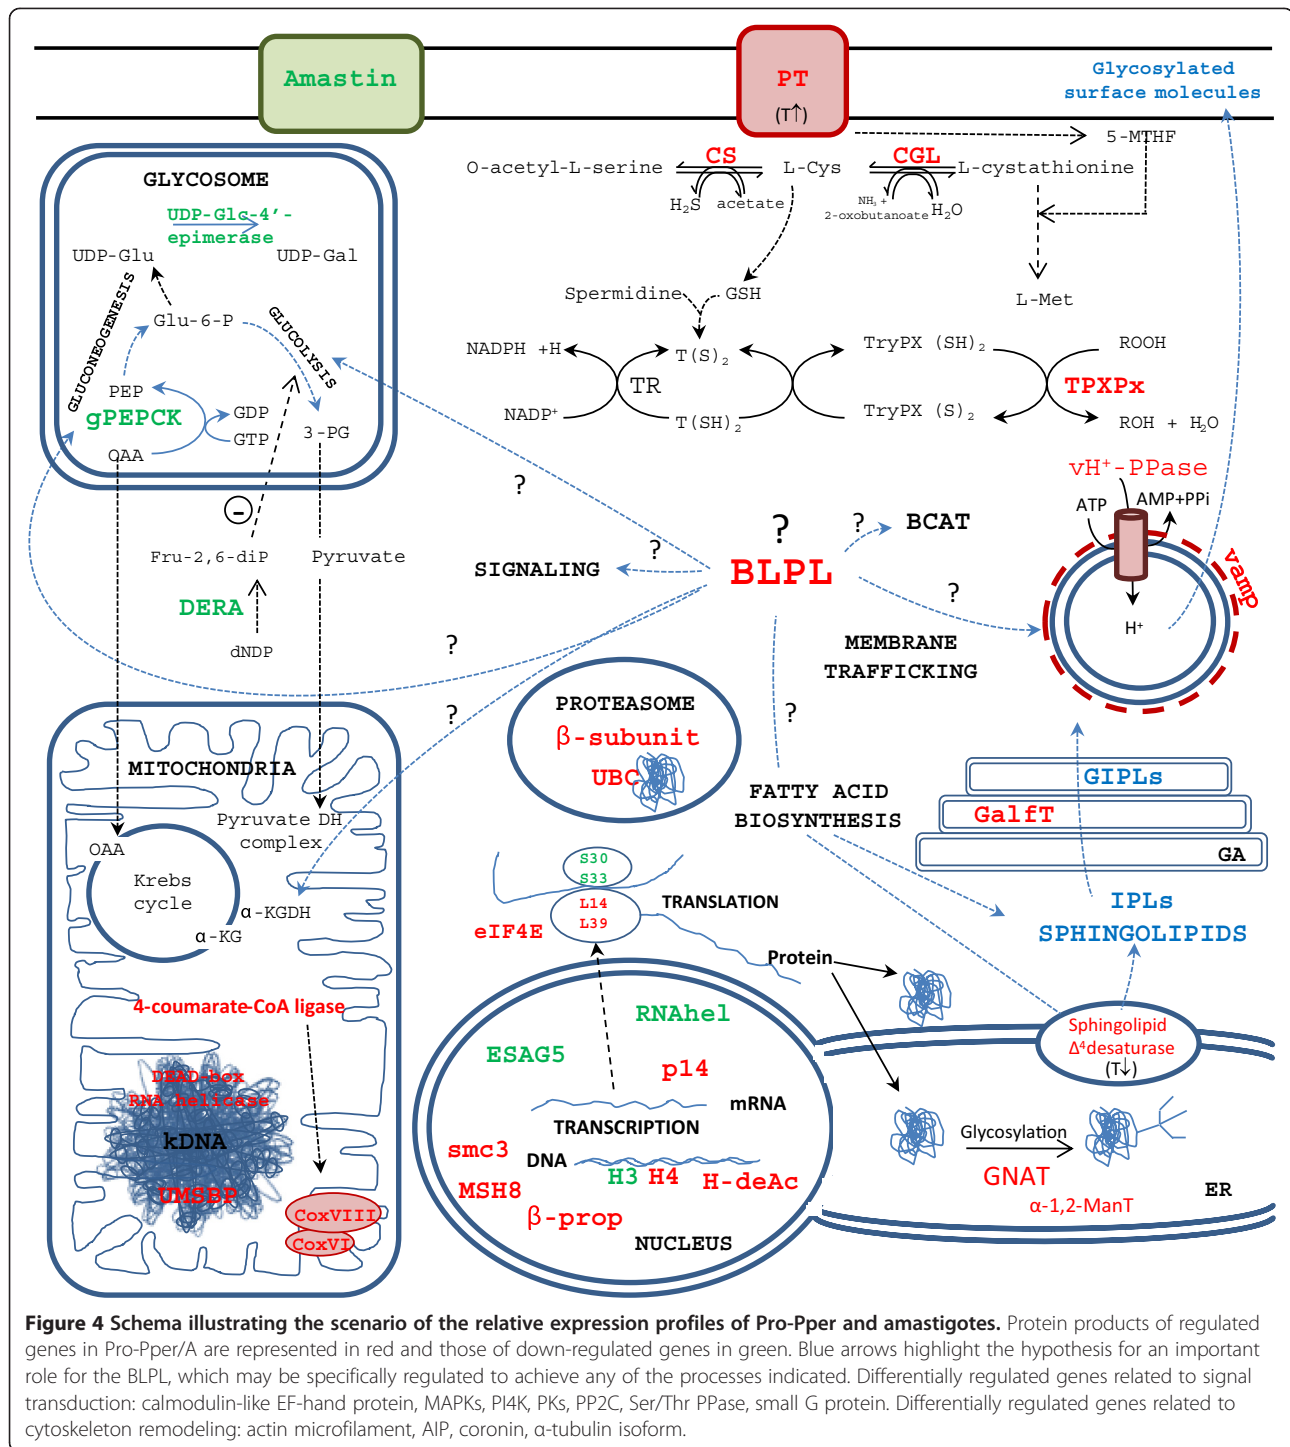 Amastin
PT
(T↑)
Glycosylated
surface molecules
5-MTHF
O-acetyl-L-serine
CS
L-Cys
CGL
L-cystathionine
H₂S
acetate
NH₃ +
2-oxobutanoate
H₂O
L-Met
GLYCOSOME
UDP-Glc-4’-
epimerase
UDP-Glu
UDP-Gal
GLUCONEOGENESIS
Glu-6-P
GLUCOLYSIS
PEP
gPEPCK
GDP
GTP
OAA
3-PG
Spermidine
GSH
NADPH +H
T(S)₂
TryPX (SH)₂
ROOH
TR
TPXPx
NADP⁺
T(SH)₂
TryPX (S)₂
ROH + H₂O
vH⁺-PPase
ATP
AMP+PPi
vamp
H⁺
-
Fru-2,6-diP
Pyruvate
DERA
dNDP
?
?
BLPL
?
BCAT
SIGNALING
?
?
MEMBRANE
TRAFFICKING
?
?
?
PROTEASOME
β-subunit
UBC
FATTY ACID
BIOSYNTHESIS
GIPLs
GalfT
GA
IPLs
SPHINGOLIPIDS
MITOCHONDRIA
Pyruvate DH
complex
OAA
Krebs
cycle
α-KGDH
α-KG
4-coumarate-CoA ligase
DEAD-box
RNA helicase
kDNA
UMSBP
CoxVIII
CoxVI
S30
S33
L14
L39
eIF4E
TRANSLATION
Protein
RNAhel
ESAG5
p14
mRNA
TRANSCRIPTION
smc3
DNA
H3 H4
H-deAc
MSH8
β-prop
NUCLEUS
Sphingolipid
Δ⁴desaturase
(T↓)
Glycosylation
GNAT
α-1,2-ManT
ER
Figure 4 Schema illustrating the scenario of the relative expression profiles of Pro-Pper and amastigotes. Protein products of regulated
genes in Pro-Pper/A are represented in red and those of down-regulated genes in green. Blue arrows highlight the hypothesis for an important
role for the BLPL, which may be specifically regulated to achieve any of the processes indicated. Differentially regulated genes related to signal
transduction: calmodulin-like EF-hand protein, MAPKs, PI4K, PKs, PP2C, Ser/Thr PPase, small G protein. Differentially regulated genes related to
cytoskeleton remodeling: actin microfilament, AIP, coronin, α-tubulin isoform.